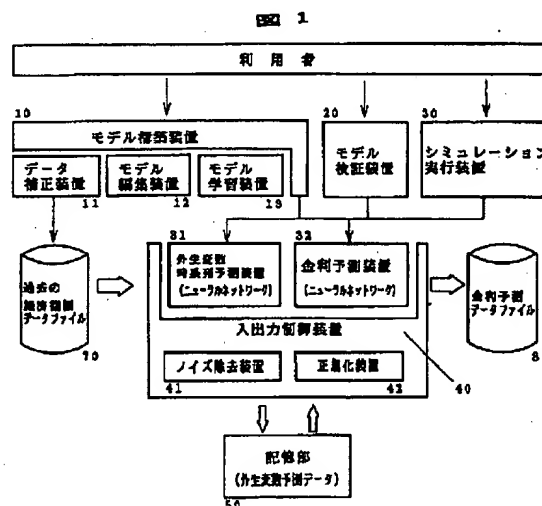 図 1
利用者
10
20
30
モデル構築装置
モデル
検証装置
シミュレーション
実行装置
データ
補正装置
モデル
編集装置
モデル
学習装置
11
12
13
31
32
外生変数
時系列予測装置
(ニューラルネットワーク)
金利予測装置
(ニューラルネットワーク)
過去の
データファイル
70
金利予測
データファイル
8
入出力制御装置
ノイズ除去装置
正規化装置
41
42
40
記憶部
(外生変数予測データ)
50